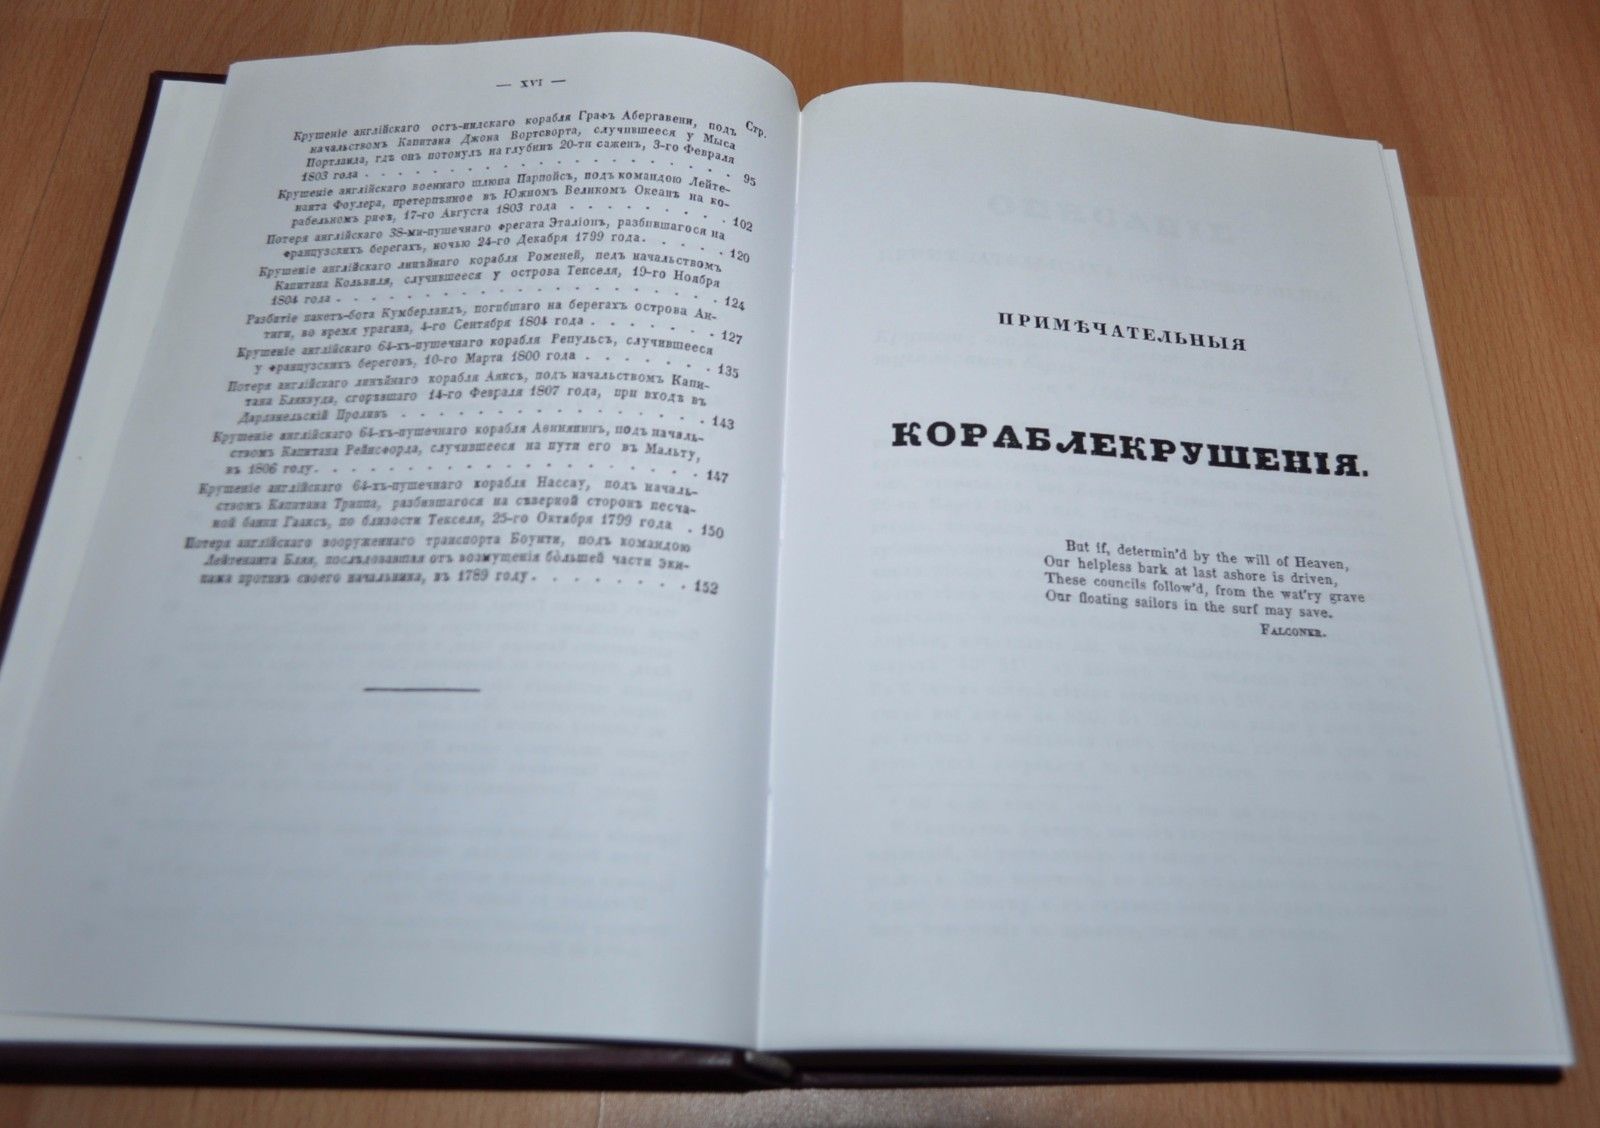 — XVI —
Стр.
Крушеніе англійскаго остъ-индскаго корабля Графъ Абергавени, подъ
начальствомъ Капитана Джона Вортсворта, случившееся у Мыса
Портланда, гдѣ онъ потонулъ на глубинѣ 20-ти саженъ, 3-го Февраля
1803 года . . . . . . . . . . . . . . . 95
Крушеніе англійскаго военнаго шлюпа Парпойсъ, подъ командою Лейте-
нанта Фоулера, претерпѣнное въ Южномъ Великомъ Океанѣ на ко-
рабельномъ рифѣ, 17-го Августа 1803 года . . . . . . . . . 102
Потеря англійскаго 38-ми-пушечнаго фрегата Эталіонъ, разбившагося на
французскихъ берегахъ, ночью 24-го Декабря 1799 года. . . . . 120
Крушеніе англійскаго линѣйнаго корабля Роменей, подъ начальствомъ
Капитана Кольвиля, случившееся у острова Текселя, 19-го Ноября
1804 года . . . . . . . . . . . . . . . . . 124
Разбитіе пакетъ-бота Кумберландъ, погибшаго на берегахъ острова Ан-
тиги, во время урагана, 4-го Сентября 1804 года . . . . . . . 127
Крушеніе англійскаго 64-хъ-пушечнаго корабля Репульсъ, случившееся
у французскихъ береговъ, 10-го Марта 1800 года . . . . . . . 135
Потеря англійскаго линѣйнаго корабля Аяксъ, подъ начальствомъ Капи-
тана Блаквуда, сгорѣвшаго 14-го Февраля 1807 года, при входѣ въ
Дарданельскій Проливъ . . . . . . . . . . . . . . 143
Крушеніе англійскаго 64-хъ-пушечнаго корабля Авиняпинъ, подъ началь-
ствомъ Капитана Рейнсфорда, случившееся на пути его въ Мальту,
въ 1806 году. . . . . . . . . . . . . . . . . 147
Крушеніе англійскаго 64-хъ-пушечнаго корабля Нассау, подъ началь-
ствомъ Капитана Триппа, разбившагося на сѣверной сторонѣ песча-
ной банки Гааксъ, по близости Текселя, 25-го Октября 1799 года . 150
Потеря англійскаго вооруженнаго транспорта Боунти, подъ командою
Лейтенанта Блая, послѣдовавшая отъ возмущенія бóльшей части эки-
пажа противъ своего начальника, въ 1789 году. . . . . . . . 152
ПРИМѢЧАТЕЛЬНЫЯ
КОРАБЛЕКРУШЕНІЯ.
But if, determin'd by the will of Heaven,
Our helpless bark at last ashore is driven,
These councils follow'd, from the wat'ry grave
Our floating sailors in the surf may save.
FALCONER.